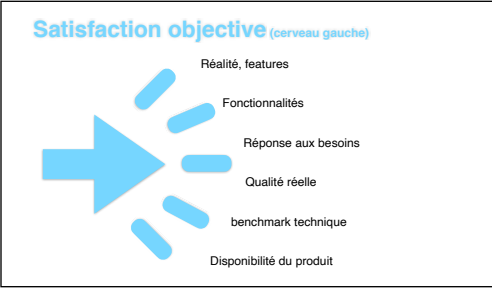 Satisfaction objective (cerveau gauche)
Réalité, features
Fonctionnalités
Réponse aux besoins
Qualité réelle
benchmark technique
Disponibilité du produit